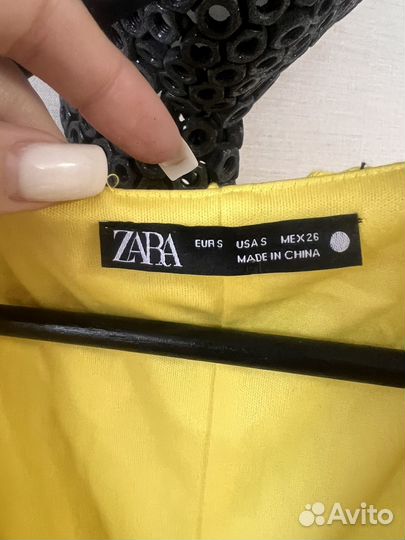 ZARA EUR S USA S MEX 26
MADE IN CHINA
Avito